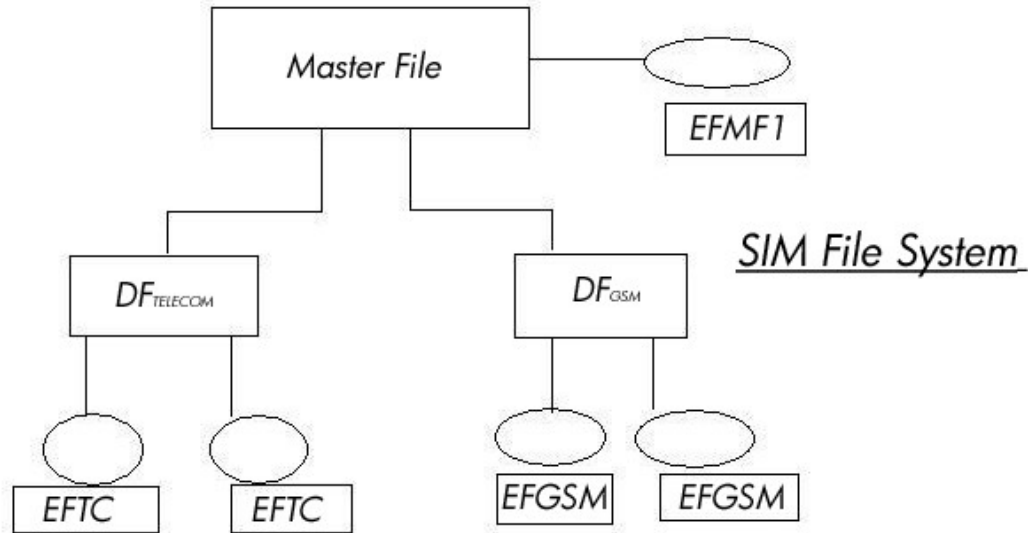 Master File
EFMF1
SIM File System
DFTELECOM
DFGSM
EFTC
EFTC
EFGSM
EFGSM